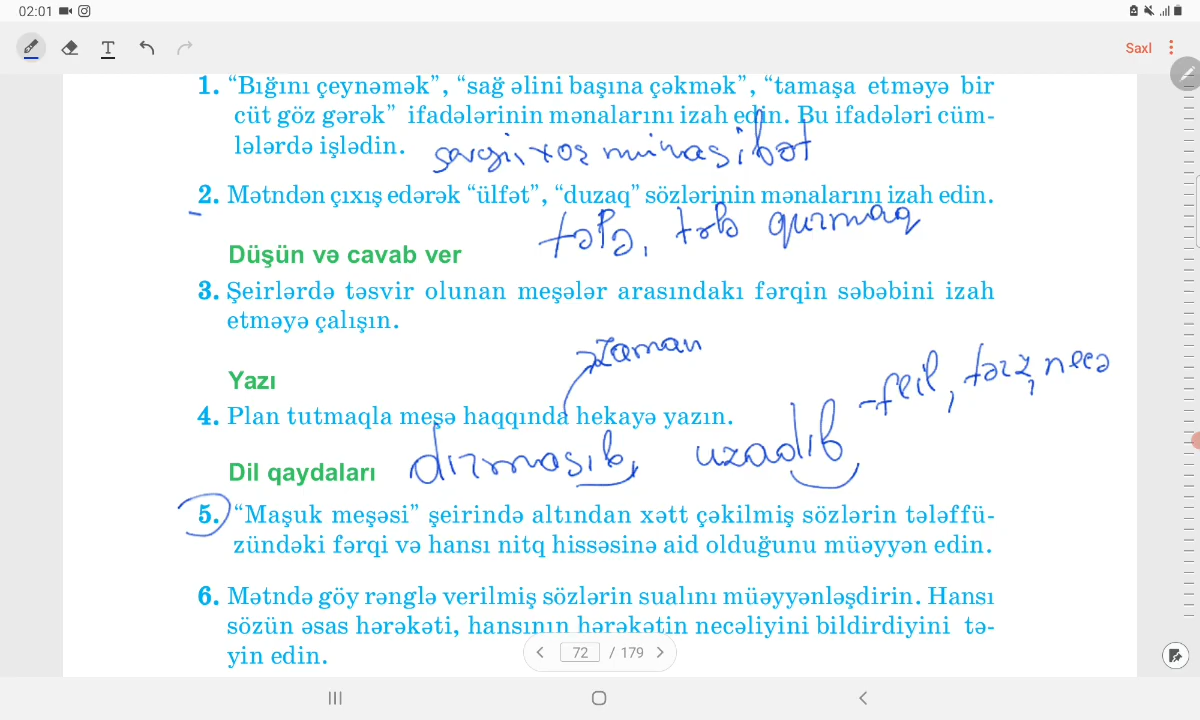 02:01
Saxl
1. “Bığını çeynəmək”, “sağ əlini başına çəkmək”, “tamaşa etməyə bir
cüt göz gərək” ifadələrinin mənalarını izah edin. Bu ifadələri cüm-
lələrdə işlədin.
sevgi, xoş münasibət
2. Mətndən çıxış edərək “ülfət”, “duzaq” sözlərinin mənalarını izah edin.
tələ, tələ qurmaq
Düşün və cavab ver
3. Şeirlərdə təsvir olunan meşələr arasındakı fərqin səbəbini izah
etməyə çalışın.
zaman
Yazı
-feil, tərz, necə
4. Plan tutmaqla meşə haqqında hekayə yazın.
dırmaşıb, uzadıb
Dil qaydaları
5. “Maşuk meşəsi” şeirində altından xətt çəkilmiş sözlərin tələffü-
zündəki fərqi və hansı nitq hissəsinə aid olduğunu müəyyən edin.
6. Mətndə göy rənglə verilmiş sözlərin sualını müəyyənləşdirin. Hansı
sözün əsas hərəkəti, hansının hərəkətin necəliyini bildirdiyini tə-
yin edin.
72 / 179